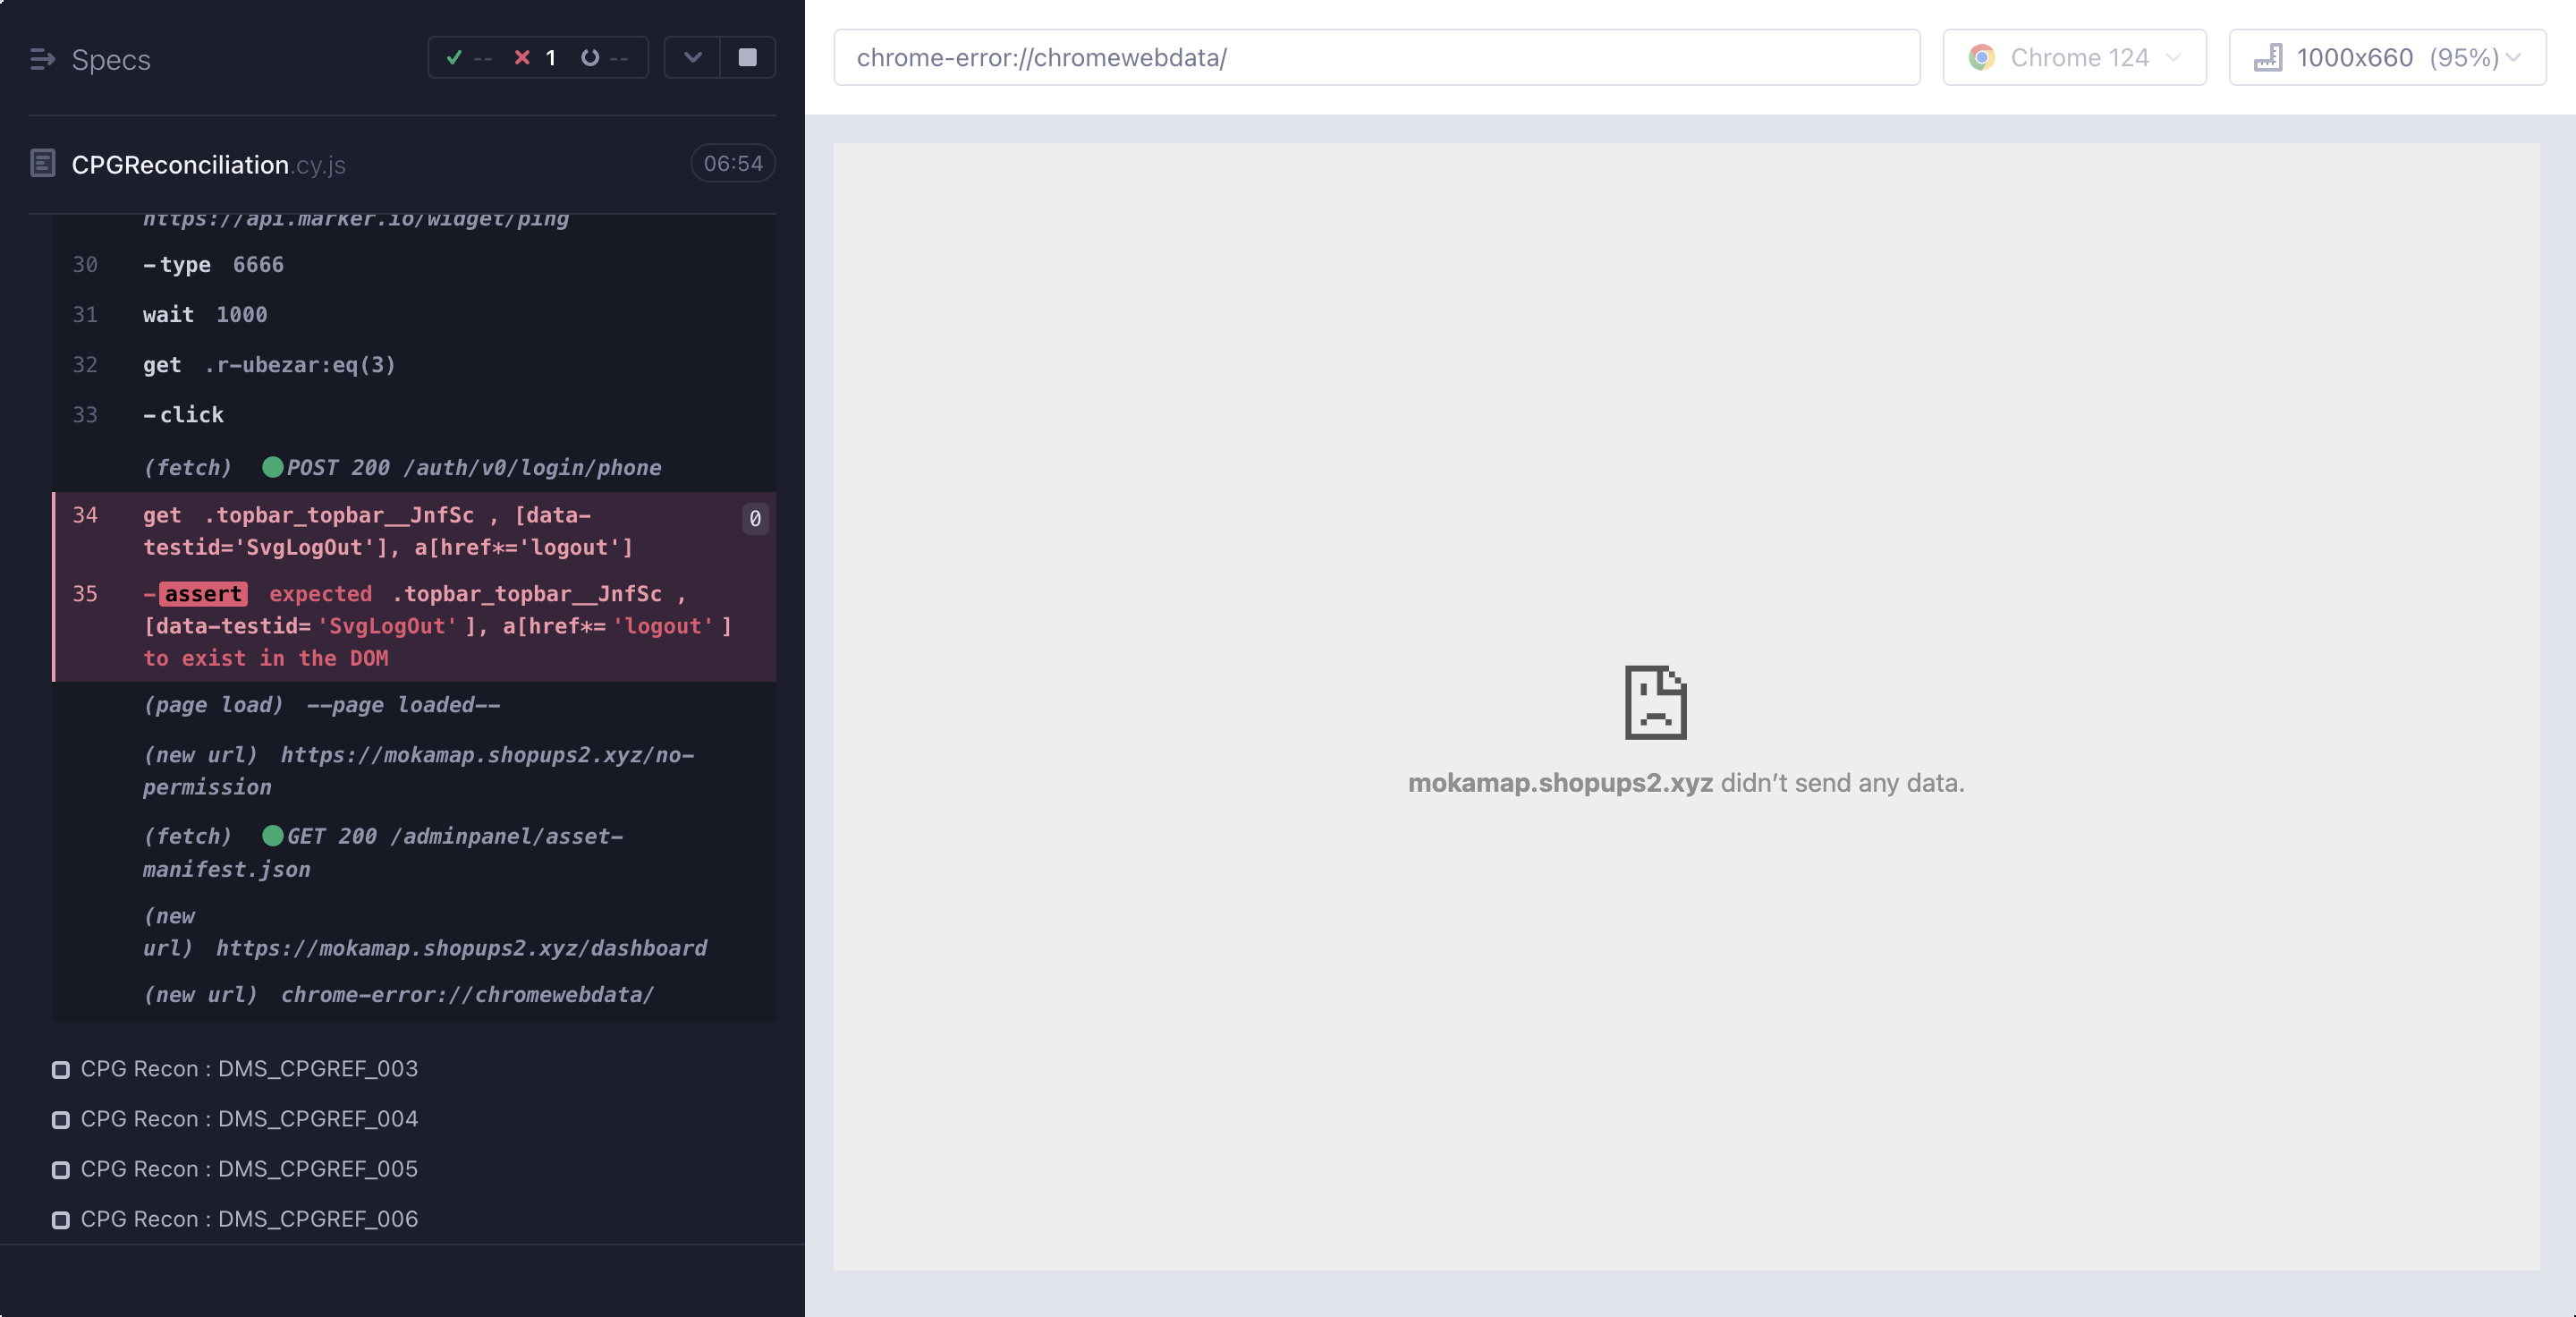 Specs
-- 1 --
chrome-error://chromewebdata/
Chrome 124
1000x660 (95%)
CPGReconciliation.cy.js
06:54
https://api.marker.io/widget/ping
30 -type 6666
31 wait 1000
32 get .r-ubezar:eq(3)
33 -click
(fetch) POST 200 /auth/v0/login/phone
34 get .topbar_topbar__JnfSc , [data-
testid='SvgLogOut'], a[href*='logout']
0
35 -assert expected .topbar_topbar__JnfSc ,
[data-testid= 'SvgLogOut' ], a[href*= 'logout' ]
to exist in the DOM
(page load) --page loaded--
(new url) https://mokamap.shopups2.xyz/no-
permission
(fetch) GET 200 /adminpanel/asset-
manifest.json
(new
url) https://mokamap.shopups2.xyz/dashboard
(new url) chrome-error://chromewebdata/
CPG Recon : DMS_CPGREF_003
CPG Recon : DMS_CPGREF_004
CPG Recon : DMS_CPGREF_005
CPG Recon : DMS_CPGREF_006
mokamap.shopups2.xyz didn’t send any data.